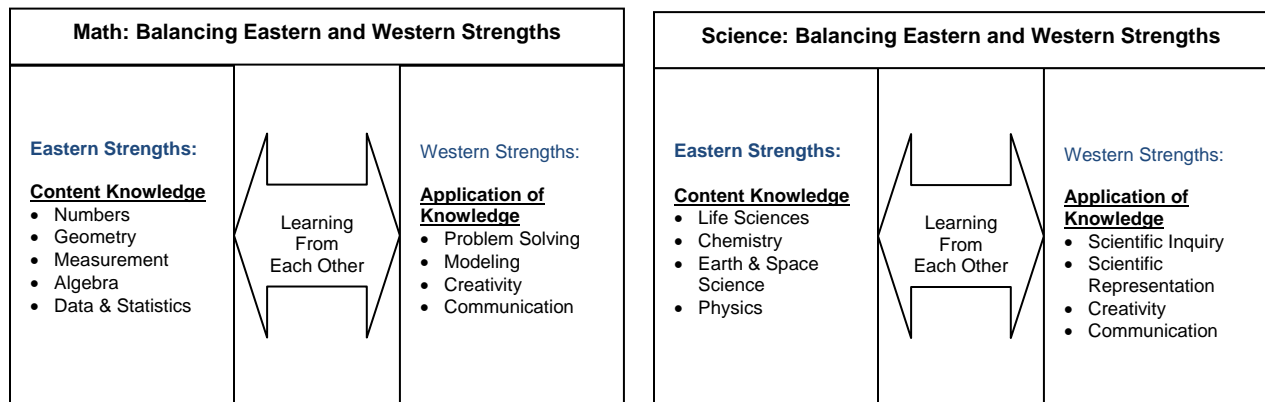 Math: Balancing Eastern and Western Strengths
Eastern Strengths:
Content Knowledge
• Numbers
• Geometry
• Measurement
• Algebra
• Data & Statistics
Learning
From
Each Other
Western Strengths:
Application of
Knowledge
• Problem Solving
• Modeling
• Creativity
• Communication
Science: Balancing Eastern and Western Strengths
Eastern Strengths:
Content Knowledge
• Life Sciences
• Chemistry
• Earth & Space
Science
• Physics
Learning
From
Each Other
Western Strengths:
Application of
Knowledge
• Scientific Inquiry
• Scientific
Representation
• Creativity
• Communication